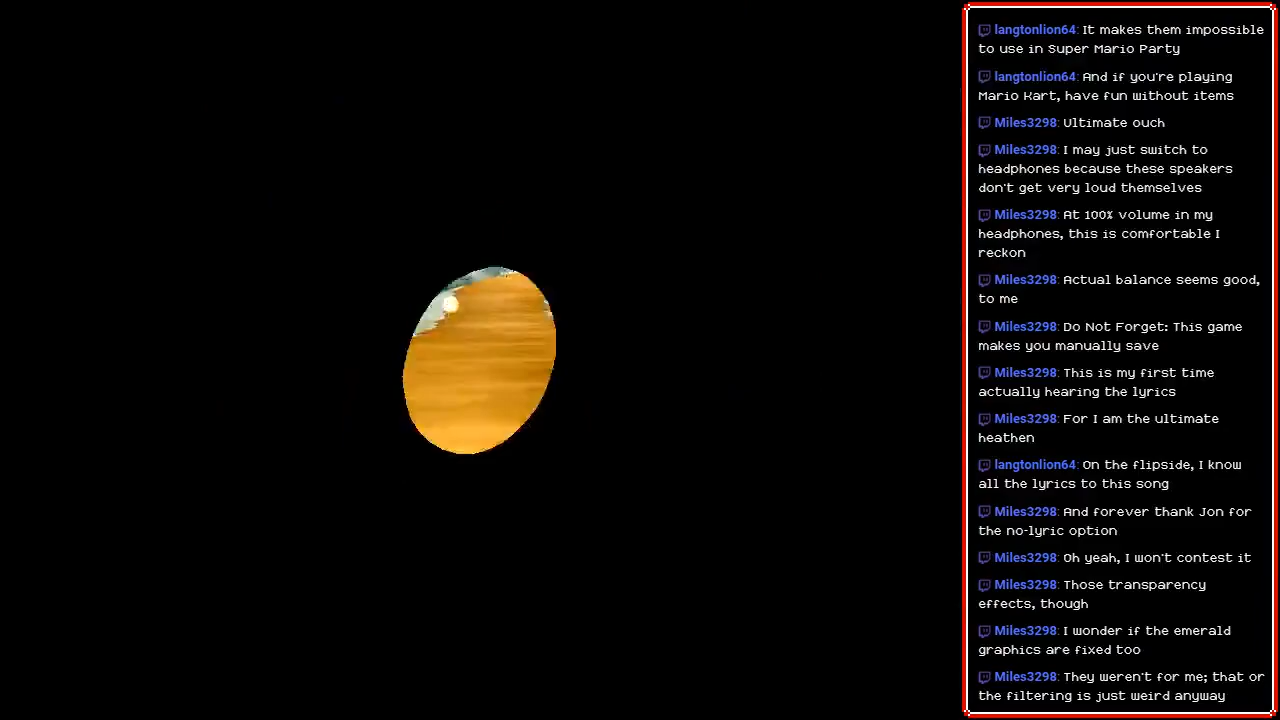 langtonlion64: It makes them impossible
to use in Super Mario Party
langtonlion64: And if you're playing
Mario Kart, have fun without items
Miles3298: Ultimate ouch
Miles3298: I may just switch to
headphones because these speakers
don't get very loud themselves
Miles3298: At 100% volume in my
headphones, this is comfortable I
reckon
Miles3298: Actual balance seems good,
to me
Miles3298: Do Not Forget: This game
makes you manually save
Miles3298: This is my first time
actually hearing the lyrics
Miles3298: For I am the ultimate
heathen
langtonlion64: On the flipside, I know
all the lyrics to this song
Miles3298: And forever thank Jon for
the no-lyric option
Miles3298: Oh yeah, I won't contest it
Miles3298: Those transparency
effects, though
Miles3298: I wonder if the emerald
graphics are fixed too
Miles3298: They weren't for me; that or
the filtering is just weird anyway